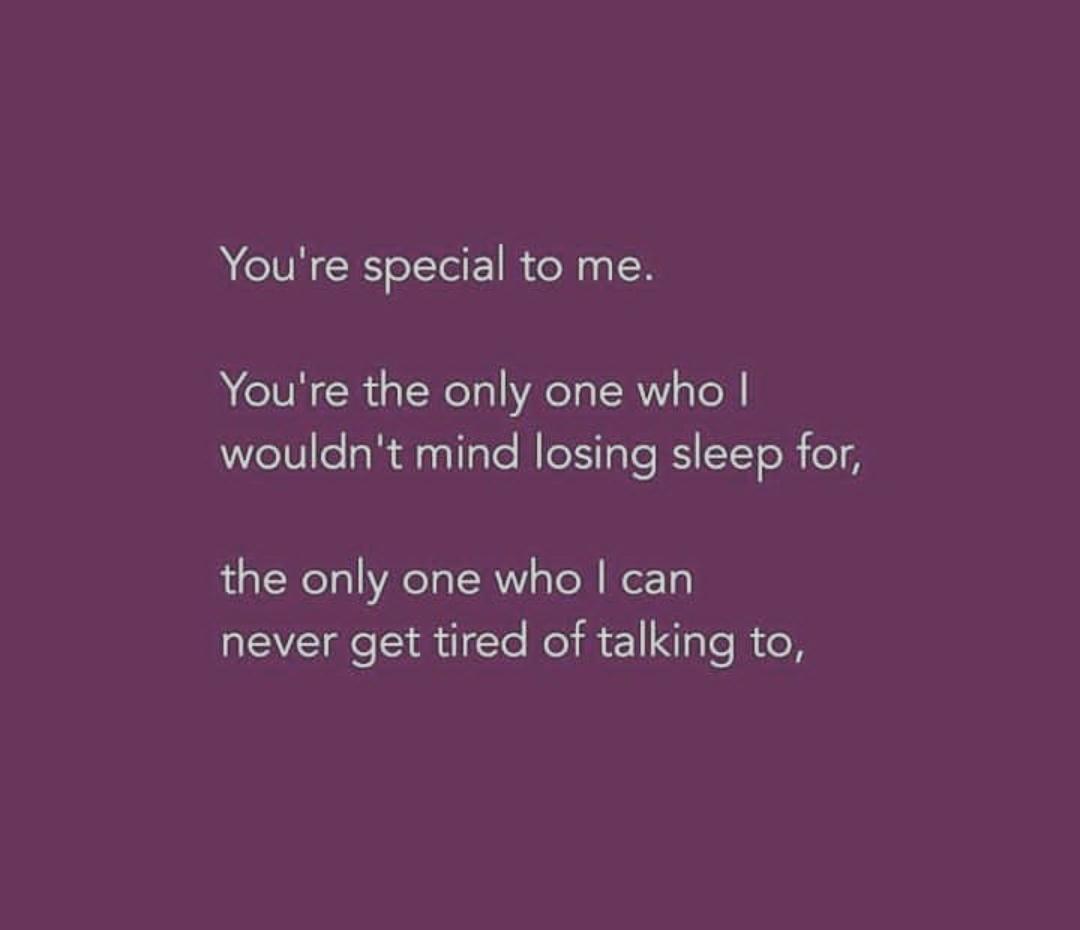 You're special to me.
You're the only one who I
wouldn't mind losing sleep for,
the only one who I can
never get tired of talking to,